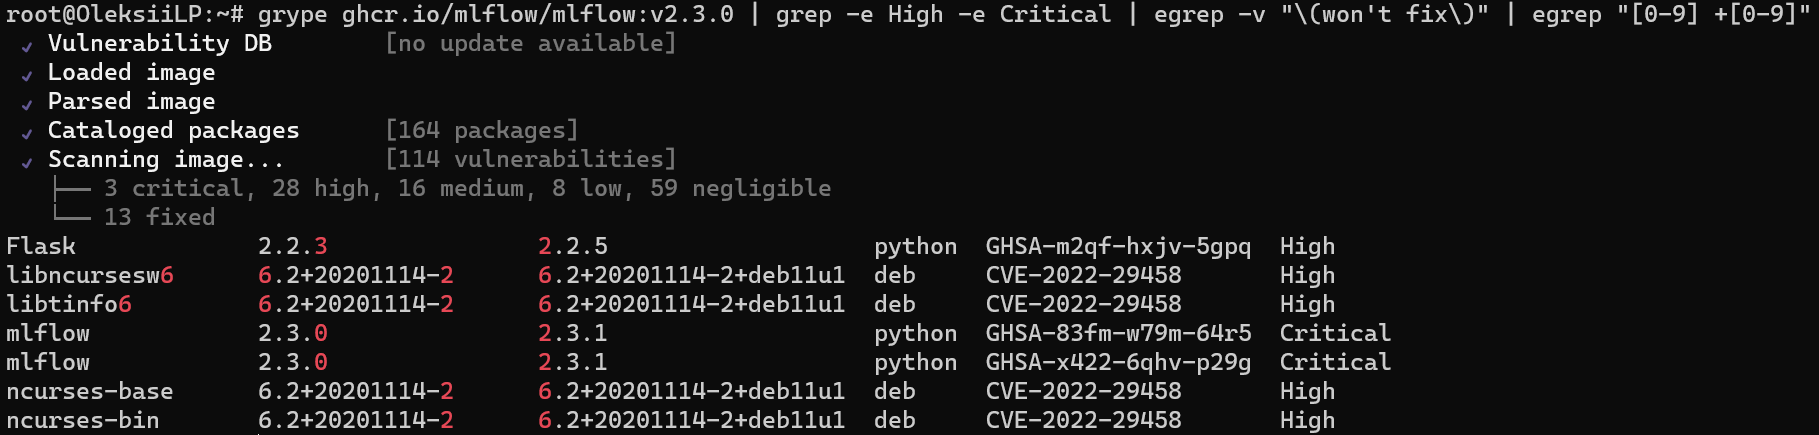 root@OleksiiLP:~# grype ghcr.io/mlflow/mlflow:v2.3.0 | grep -e High -e Critical | egrep -v "\(won't fix\)" | egrep "[0-9] +[0-9]"
✔ Vulnerability DB        [no update available]
✔ Loaded image
✔ Parsed image
✔ Cataloged packages      [164 packages]
✔ Scanning image...       [114 vulnerabilities]
├── 3 critical, 28 high, 16 medium, 8 low, 59 negligible
└── 13 fixed
Flask             2.2.3               2.2.5                   python  GHSA-m2qf-hxjv-5gpq  High
libncursesw6      6.2+20201114-2      6.2+20201114-2+deb11u1  deb     CVE-2022-29458       High
libtinfo6         6.2+20201114-2      6.2+20201114-2+deb11u1  deb     CVE-2022-29458       High
mlflow            2.3.0               2.3.1                   python  GHSA-83fm-w79m-64r5  Critical
mlflow            2.3.0               2.3.1                   python  GHSA-x422-6qhv-p29g  Critical
ncurses-base      6.2+20201114-2      6.2+20201114-2+deb11u1  deb     CVE-2022-29458       High
ncurses-bin       6.2+20201114-2      6.2+20201114-2+deb11u1  deb     CVE-2022-29458       High